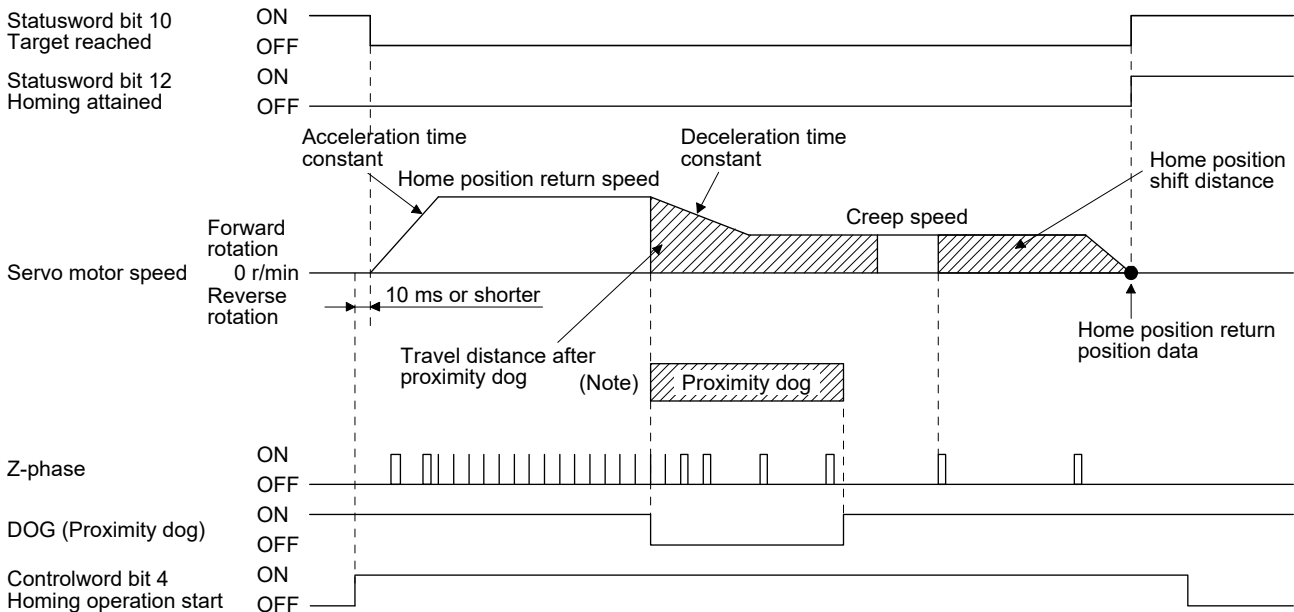 Statusword bit 10
Target reached
ON
OFF
Statusword bit 12
Homing attained
ON
OFF
Acceleration time
constant
Home position return speed
Deceleration time
constant
Home position
shift distance
Creep speed
Forward
rotation
Servo motor speed
0 r/min
Reverse
rotation
10 ms or shorter
Travel distance after
proximity dog
(Note)
Proximity dog
Home position return
position data
Z-phase
ON
OFF
DOG (Proximity dog)
ON
OFF
Controlword bit 4
Homing operation start
ON
OFF